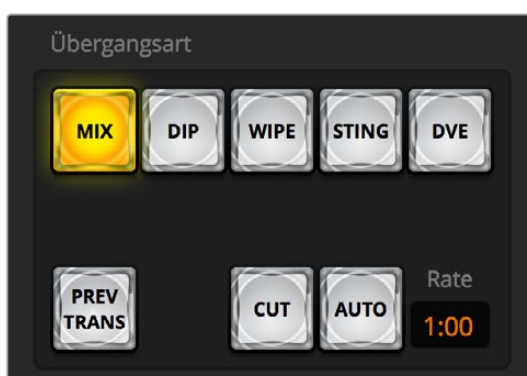 Übergangsart
MIX
DIP
WIPE
STING
DVE
PREV
TRANS
CUT
AUTO
Rate
1:00